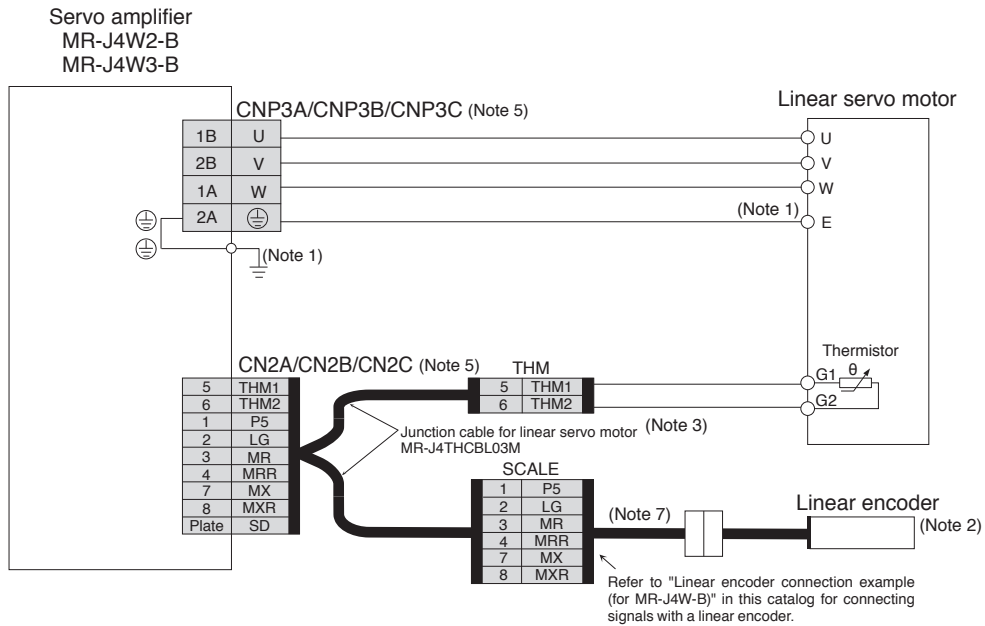 Servo amplifier
MR-J4W2-B
MR-J4W3-B
CNP3A/CNP3B/CNP3C (Note 5)
1B U
2B V
1A W
2A
(Note 1)
Linear servo motor
U
V
W
(Note 1)
E
CN2A/CN2B/CN2C (Note 5)
5 THM1
6 THM2
1 P5
2 LG
3 MR
4 MRR
7 MX
8 MXR
Plate SD
THM
5 THM1
6 THM2
Thermistor
G1 θ
G2
(Note 3)
Junction cable for linear servo motor
MR-J4THCBL03M
SCALE
1 P5
2 LG
3 MR
4 MRR
7 MX
8 MXR
(Note 7)
Linear encoder
(Note 2)
Refer to "Linear encoder connection example
(for MR-J4W-B)" in this catalog for connecting
signals with a linear encoder.